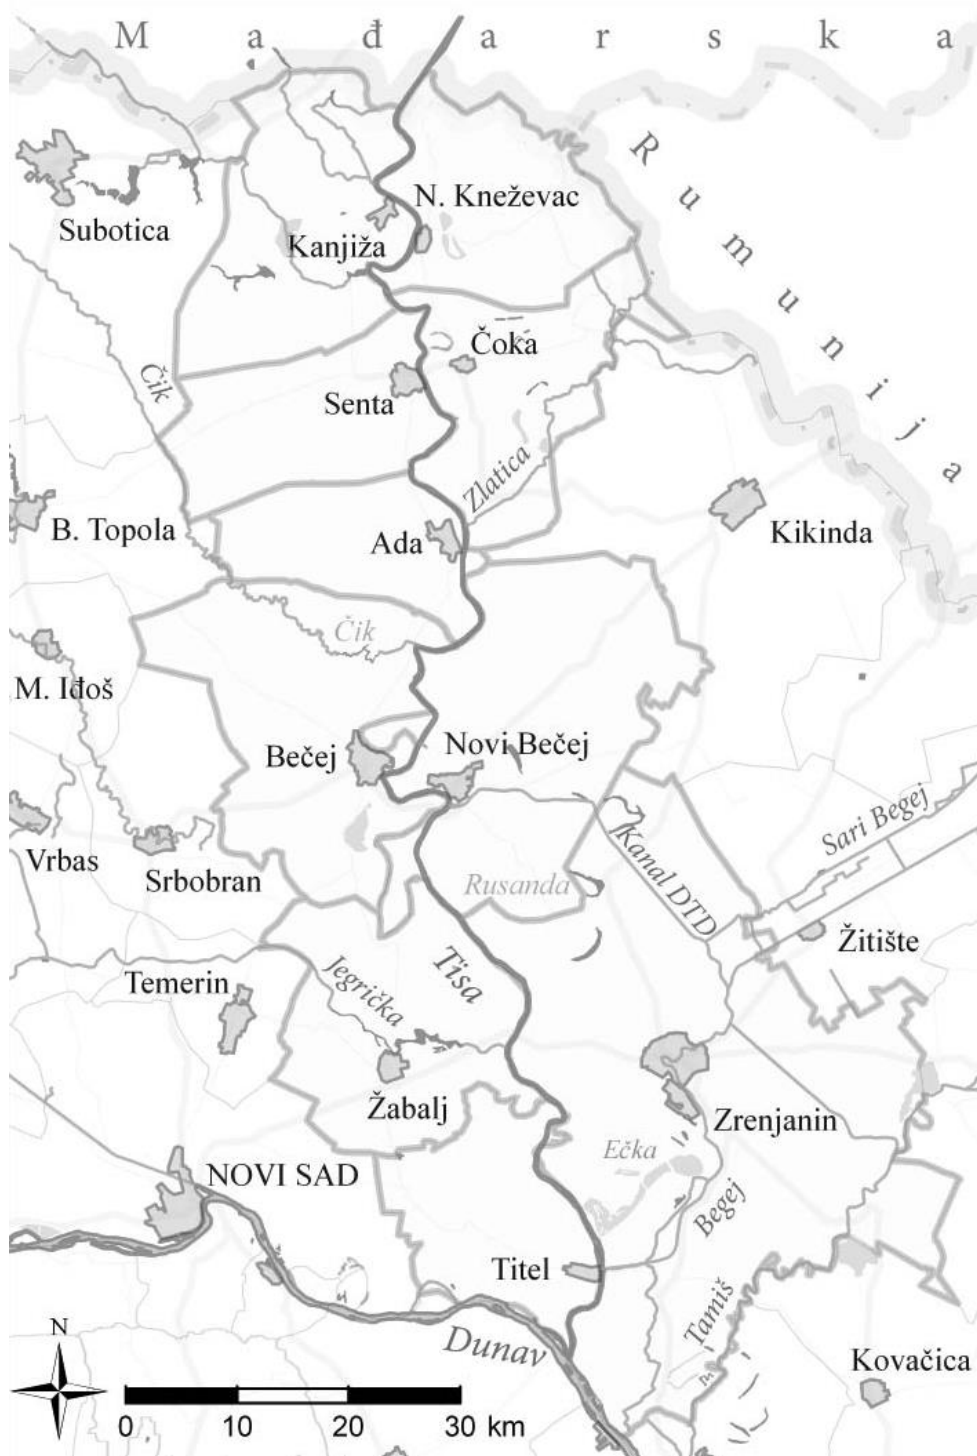 M a đ a r s k a
R u m u n i j a
N. Kneževac
Subotica
Kanjiža
Čoka
Čik
Senta
Zlatica
B. Topola
Ada
Kikinda
Čik
M. Iđoš
Bečej
Novi Bečej
Sari Begej
Vrbas
Srbobran
Rusanda
Kanal DTD
Žitište
Temerin
Jegrička
Tisa
Žabalj
Zrenjanin
Ečka
NOVI SAD
Begej
Titel
Tamiš
Dunav
Kovačica
N
0 10 20 30 km